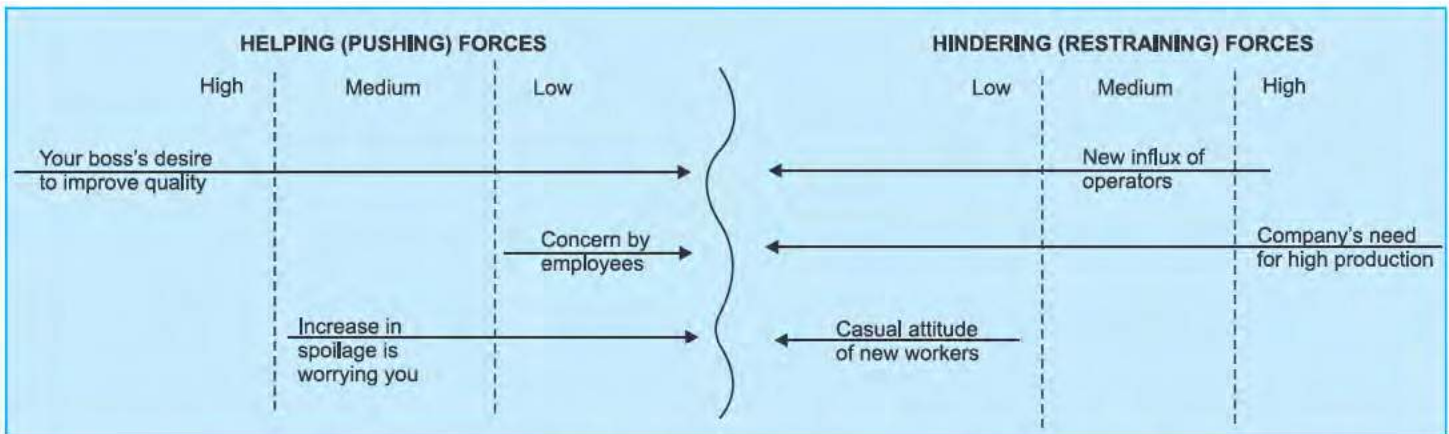 HELPING (PUSHING) FORCES
High
Medium
Low
Your boss's desire
to improve quality
Concern by
employees
Increase in
spoilage is
worrying you
HINDERING (RESTRAINING) FORCES
Low
Medium
High
New influx of
operators
Company's need
for high production
Casual attitude
of new workers